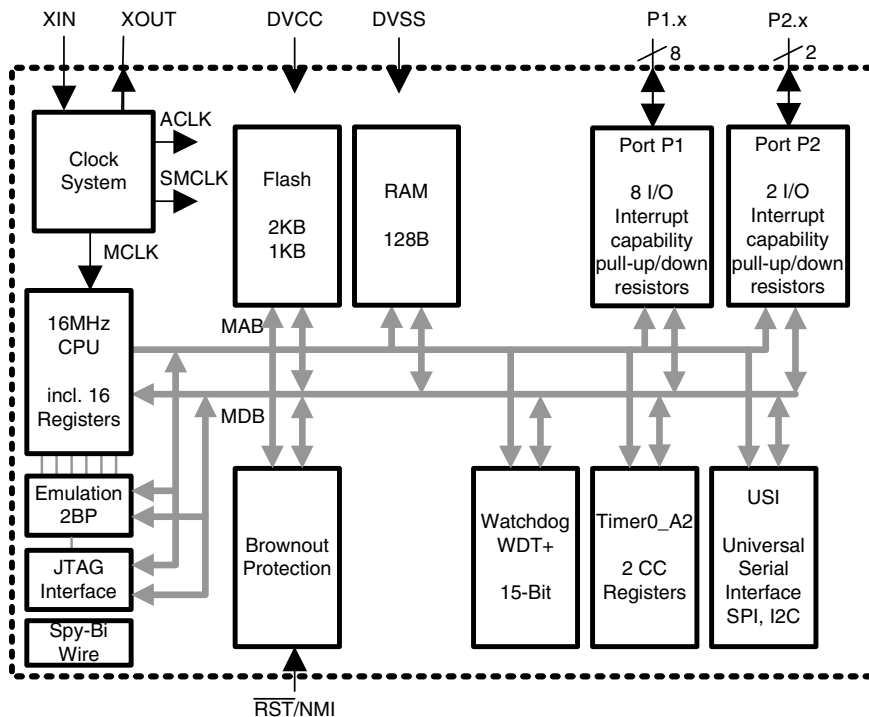 XIN
XOUT
DVCC
DVSS
P1.x
P2.x
8
2
Clock
System
ACLK
SMCLK
MCLK
Flash
2KB
1KB
RAM
128B
Port P1
8 I/O
Interrupt
capability
pull-up/down
resistors
Port P2
2 I/O
Interrupt
capability
pull-up/down
resistors
16MHz
CPU
incl. 16
Registers
MAB
MDB
Emulation
2BP
JTAG
Interface
Spy-Bi
Wire
Brownout
Protection
RST/NMI
Watchdog
WDT+
15-Bit
Timer0_A2
2 CC
Registers
USI
Universal
Serial
Interface
SPI, I2C